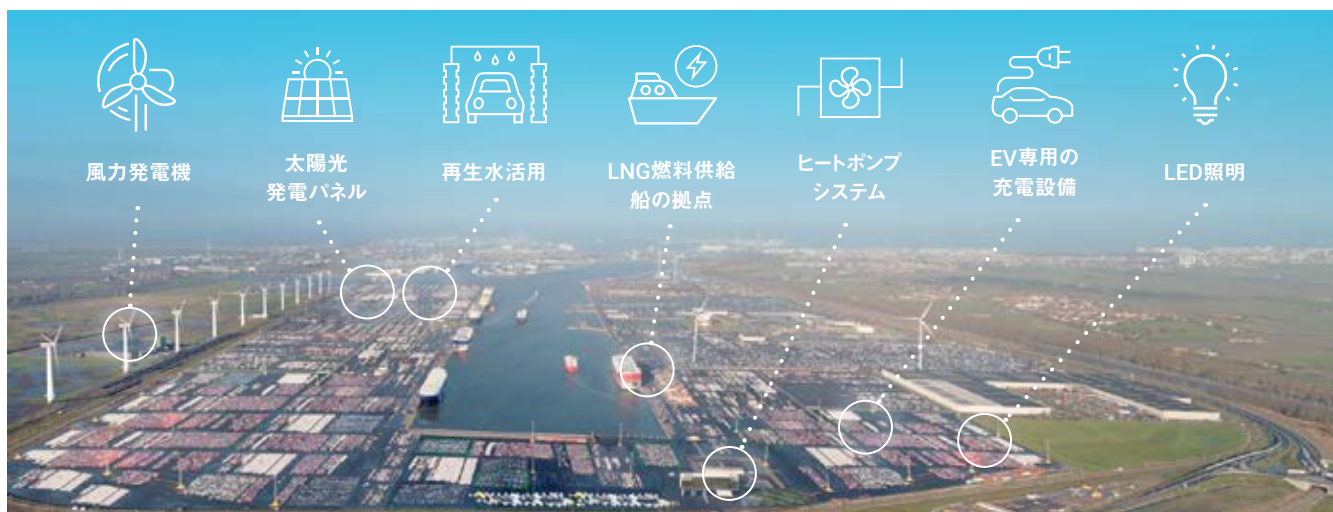 風力発電機
太陽光
発電パネル
再生水活用
LNG燃料供給
船の拠点
ヒートポンプ
システム
EV専用の
充電設備
LED照明